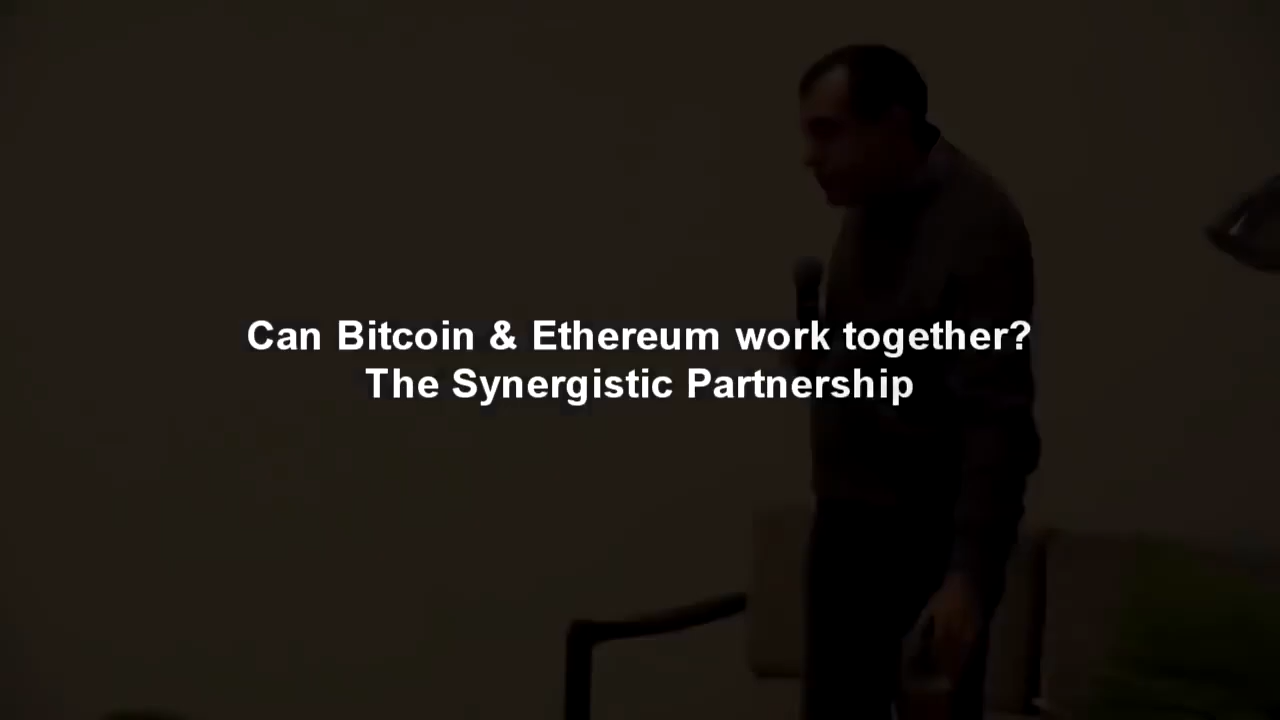 Can Bitcoin & Ethereum work together?
The Synergistic Partnership